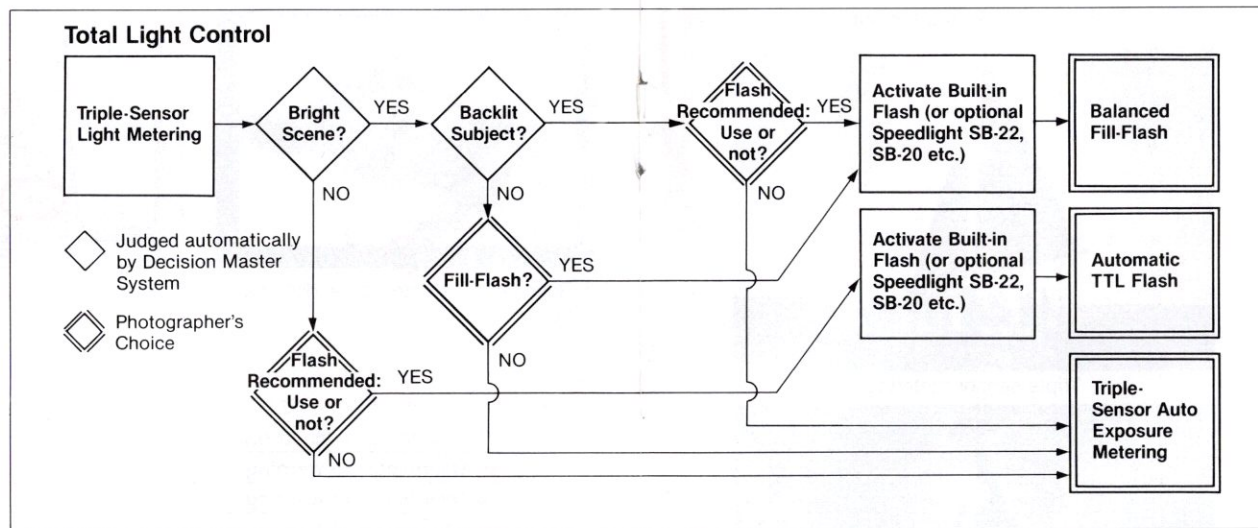 Total Light Control
Triple-Sensor
Light Metering
Bright
Scene?
YES
Backlit
Subject?
YES
Flash
Recommended:
Use or
not?
YES
Activate Built-in
Flash (or optional
Speedlight SB-22,
SB-20 etc.)
Balanced
Fill-Flash
NO
NO
NO
Judged automatically
by Decision Master
System
Fill-Flash?
YES
Activate Built-in
Flash (or optional
Speedlight SB-22,
SB-20 etc.)
Automatic
TTL Flash
Photographer's
Choice
NO
Flash
Recommended:
Use or
not?
YES
NO
Triple-
Sensor Auto
Exposure
Metering